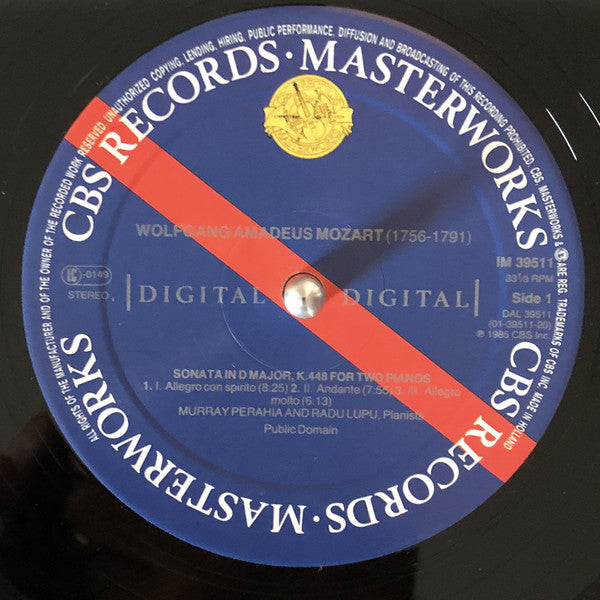 ALL RIGHTS OF THE MANUFACTURER AND OF THE OWNER OF THE RECORDED WORK RESERVED. UNAUTHORIZED COPYING, LENDING, HIRING, PUBLIC PERFORMANCE, DIFFUSION AND BROADCASTING OF THIS RECORDING PROHIBITED. CBS, MASTERWORKS & ARE REG. TRADEMARKS OF CBS INC. MADE IN HOLLAND
CBS RECORDS · MASTERWORKS
MASTERWORKS
WOLFGANG AMADEUS MOZART (1756-1791)
IM 39511
33⅓ RPM
IC -0149
STEREO.
DIGITAL DIGITAL
Side 1
DAL 39511
(01-39511-20)
℗ 1985 CBS Inc.
SONATA IN D MAJOR, K.448 FOR TWO PIANOS
1. I. Allegro con spirito (8:25) 2. II. Andante (7:55) 3. III. Allegro
molto (6:13)
MURRAY PERAHIA AND RADU LUPU, Pianists
Public Domain
CBS RECORDS · MASTERWORKS